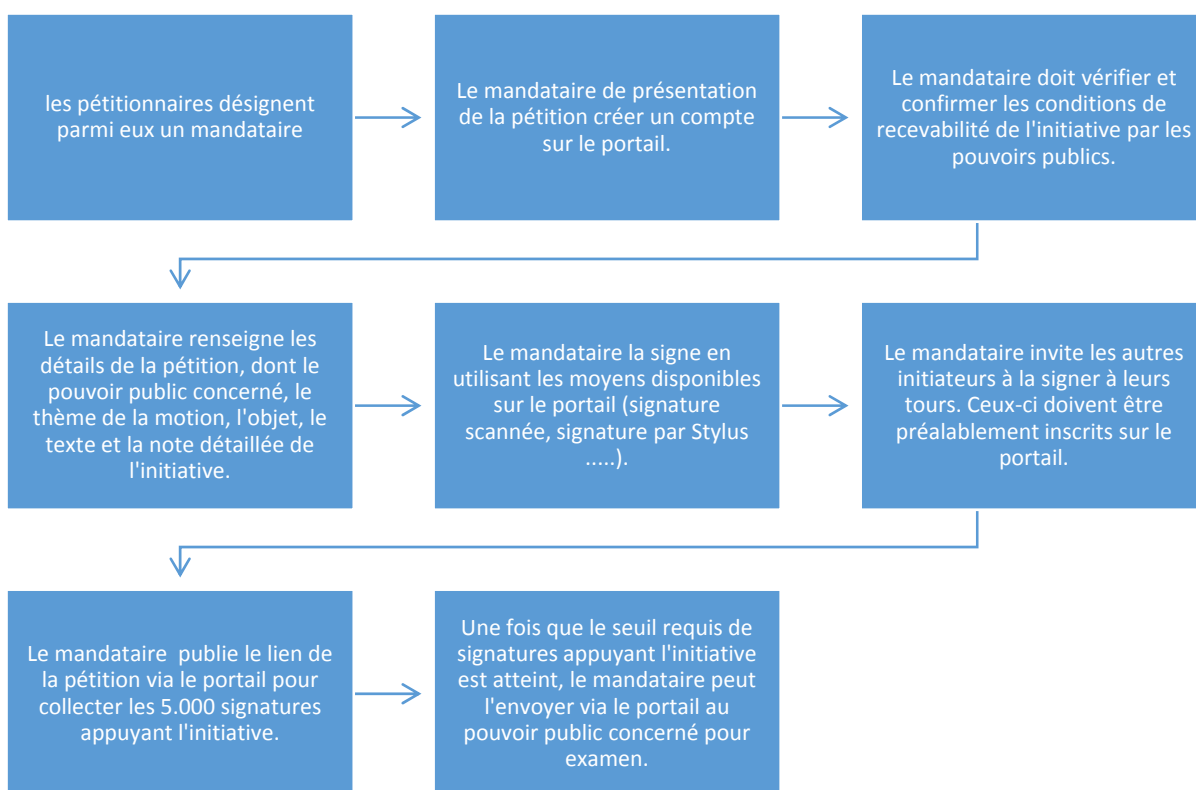 les pétitionnaires désignent
parmi eux un mandataire
Le mandataire de présentation
de la pétition créer un compte
sur le portail.
Le mandataire doit vérifier et
confirmer les conditions de
recevabilité de l'initiative par les
pouvoirs publics.
Le mandataire renseigne les
détails de la pétition, dont le
pouvoir public concerné, le
thème de la motion, l'objet, le
texte et la note détaillée de
l'initiative.
Le mandataire la signe en
utilisant les moyens disponibles
sur le portail (signature
scannée, signature par Stylus
.....).
Le mandataire invite les autres
initiateurs à la signer à leurs
tours. Ceux-ci doivent être
préalablement inscrits sur le
portail.
Le mandataire publie le lien de
la pétition via le portail pour
collecter les 5.000 signatures
appuyant l'initiative.
Une fois que le seuil requis de
signatures appuyant l'initiative
est atteint, le mandataire peut
l'envoyer via le portail au
pouvoir public concerné pour
examen.